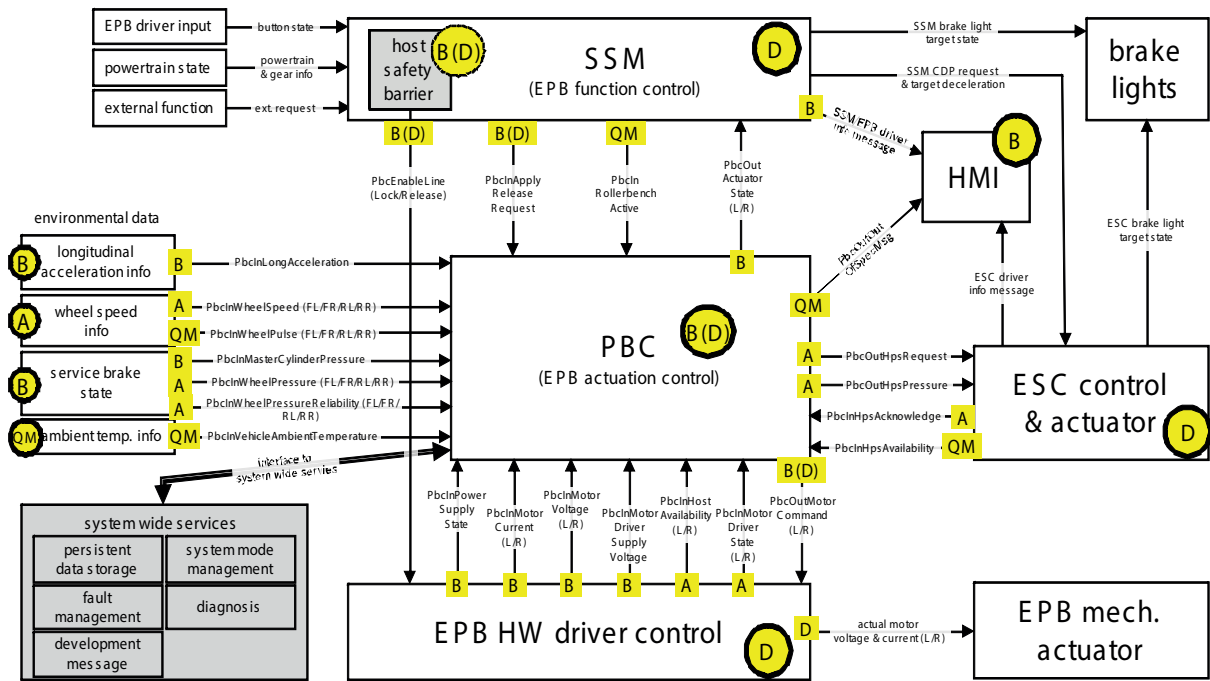 EPB driver input
button state
powertrain state
powertrain
& gear info
external function
ext. request
host
safety
barrier
B(D)
SSM
(EPB function control)
D
SSM brake light
target state
SSM CDP request
& target deceleration
brake
lights
B
SSM EPB driver
info message
B
HMI
B(D)
B(D)
QM
PbcEnableLine
(Lock/Release)
PbcInApply
Release
Request
PbcIn
Rollerbench
Active
PbcOut
Actuator
State
(L/R)
PbcOutOut
OfSpecMsg
ESC brake light
target state
ESC driver
info message
environmental data
B
longitudinal
acceleration info
B
PbcInLongAcceleration
A
wheel speed
info
A
PbcInWheelSpeed (FL/FR/RL/RR)
QM
PbcInWheelPulse (FL/FR/RL/RR)
B
service brake
state
B
PbcInMasterCylinderPressure
A
PbcInWheelPressure (FL/FR/RL/RR)
A
PbcInWheelPressureReliability (FL/FR/
RL/RR)
QM
ambient temp. info
QM
PbcInVehicleAmbientTemperature
B
QM
PBC
(EPB actuation control)
B(D)
A
PbcOutHpsRequest
A
PbcOutHpsPressure
PbcInHpsAcknowledge
A
PbcInHpsAvailability
QM
ESC control
& actuator
D
B(D)
interface to
system wide servies
system wide services
persistent
data storage
system mode
management
fault
management
diagnosis
development
message
PbcInPower
Supply
State
PbcInMotor
Current
(L/R)
PbcInMotor
Voltage
(L/R)
PbcInMotor
Driver
Supply
Voltage
PbcInHost
Availability
(L/R)
PbcInMotor
Driver
State
(L/R)
PbcOutMotor
Command
(L/R)
B
B
B
B
A
A
EPB HW driver control
D
D
actual motor
voltage & current (L/R)
EPB mech.
actuator